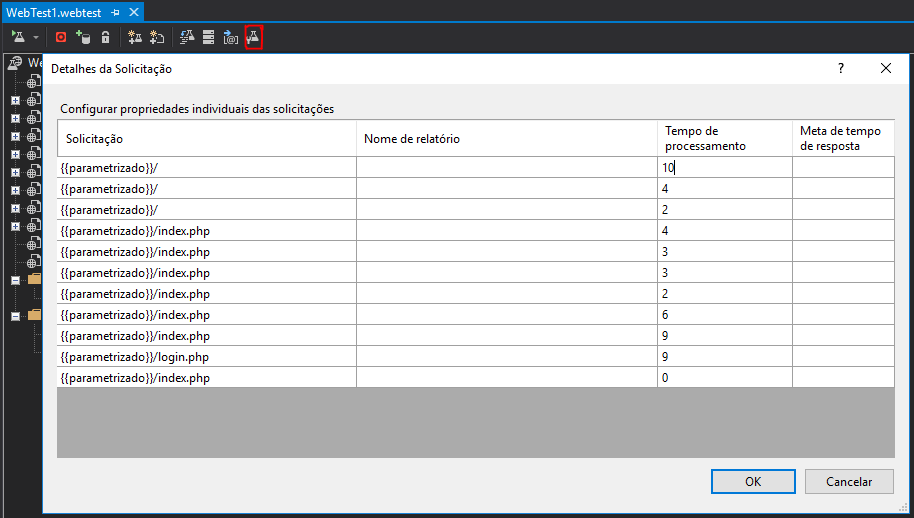 WebTest1.webtest
We
Detalhes da Solicitação
?
Configurar propriedades individuais das solicitações
Solicitação Nome de relatório Tempo de processamento Meta de tempo de resposta
{{parametrizado}}/ 10
{{parametrizado}}/ 4
{{parametrizado}}/ 2
{{parametrizado}}/index.php 4
{{parametrizado}}/index.php 3
{{parametrizado}}/index.php 3
{{parametrizado}}/index.php 2
{{parametrizado}}/index.php 6
{{parametrizado}}/index.php 9
{{parametrizado}}/login.php 9
{{parametrizado}}/index.php 0
OK Cancelar